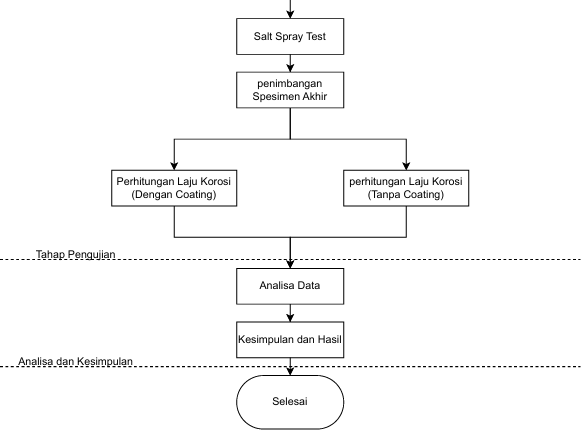 Salt Spray Test
penimbangan
Spesimen Akhir
Perhitungan Laju Korosi
(Dengan Coating)
perhitungan Laju Korosi
(Tanpa Coating)
Tahap Pengujian
Analisa Data
Kesimpulan dan Hasil
Analisa dan Kesimpulan
Selesai